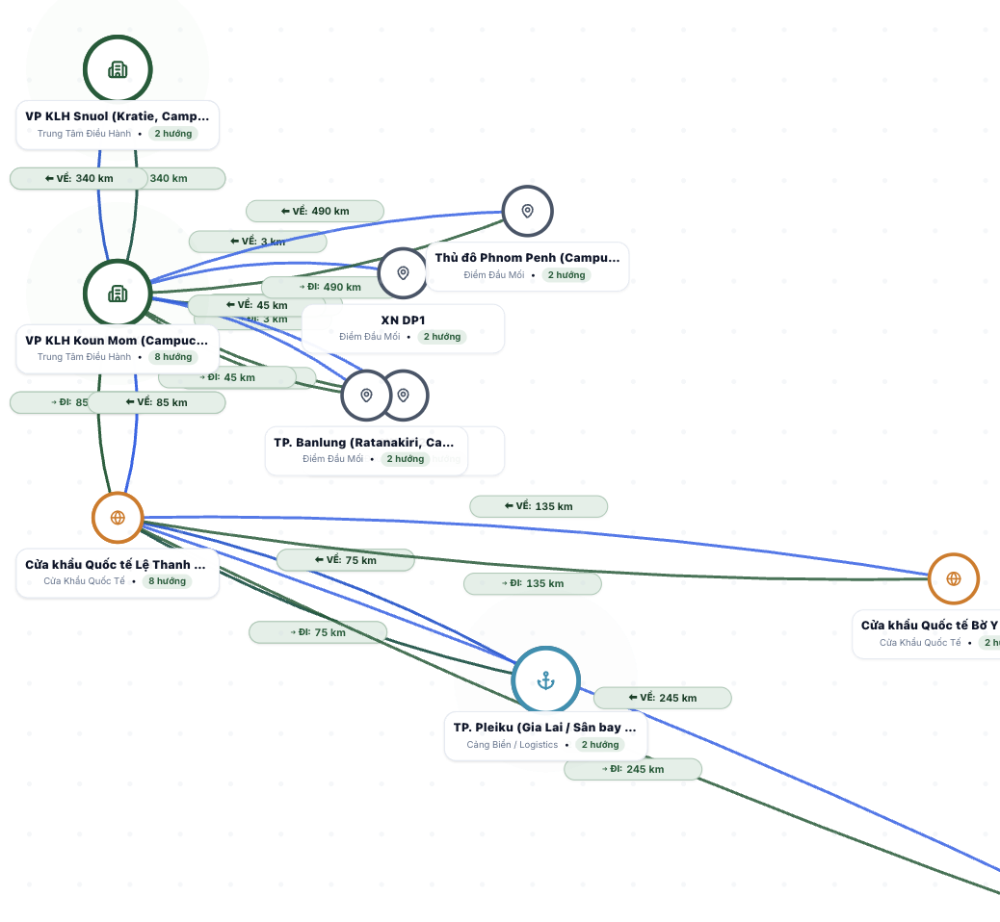 VP KLH Snuol (Kratie, Camp...
Trung Tâm Điều Hành • 2 hướng
⬅ VỀ: 340 km
340 km
⬅ VỀ: 490 km
⬅ VỀ: 3 km
Thủ đô Phnom Penh (Campu...
Điểm Đầu Mối • 2 hướng
→ ĐI: 490 km
⬅ VỀ: 45 km
ĐI: 3 km
XN DP1
Điểm Đầu Mối • 2 hướng
VP KLH Koun Mom (Campuc...
Trung Tâm Điều Hành • 8 hướng
→ ĐI: 45 km
→ ĐI: 85
⬅ VỀ: 85 km
TP. Banlung (Ratanakiri, Ca...
Điểm Đầu Mối • 2 hướng
⬅ VỀ: 135 km
Cửa khẩu Quốc tế Lệ Thanh ...
Cửa Khẩu Quốc Tế • 8 hướng
⬅ VỀ: 75 km
→ ĐI: 135 km
Cửa khẩu Quốc tế Bờ Y
Cửa Khẩu Quốc Tế • 2
→ ĐI: 75 km
⬅ VỀ: 245 km
TP. Pleiku (Gia Lai / Sân bay ...
Cảng Biển / Logistics • 2 hướng
→ ĐI: 245 km